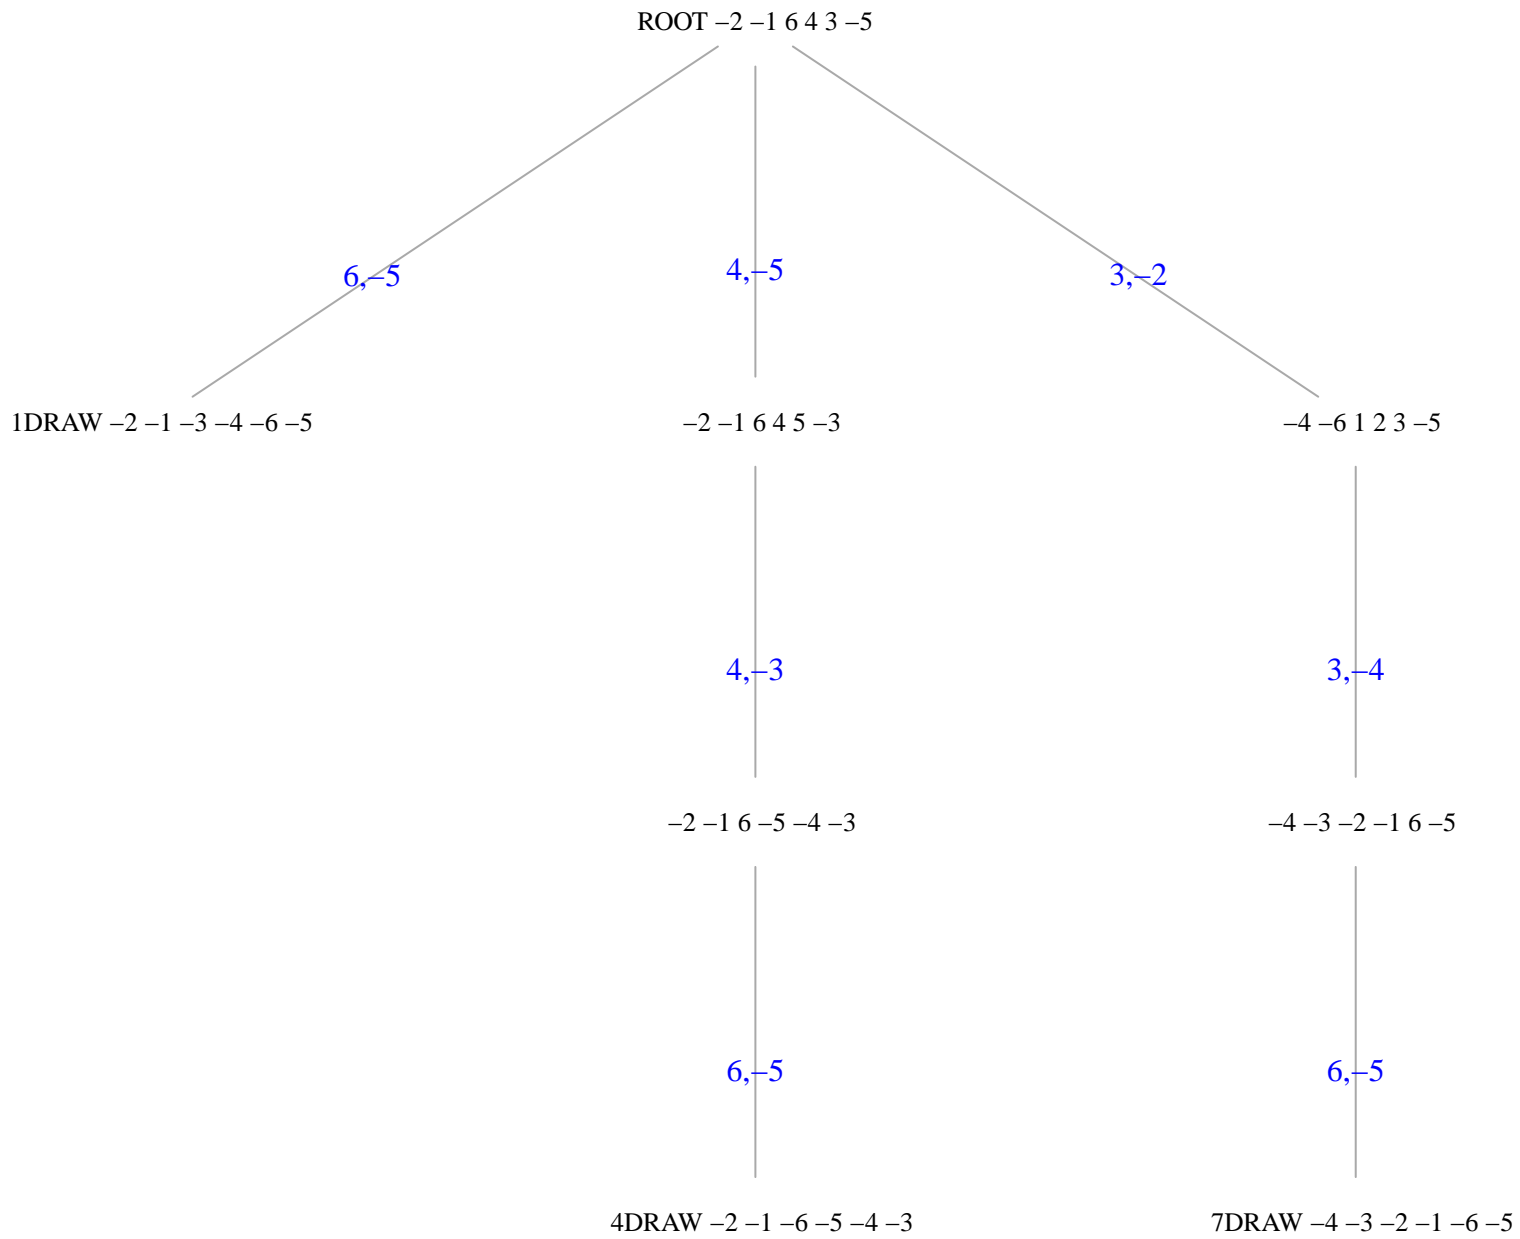 ROOT –2 –1 6 4 3 –5
6,–5
4,–5
3,–2
1DRAW –2 –1 –3 –4 –6 –5
–2 –1 6 4 5 –3
–4 –6 1 2 3 –5
4,–3
3,–4
–2 –1 6 –5 –4 –3
–4 –3 –2 –1 6 –5
6,–5
6,–5
4DRAW –2 –1 –6 –5 –4 –3
7DRAW –4 –3 –2 –1 –6 –5